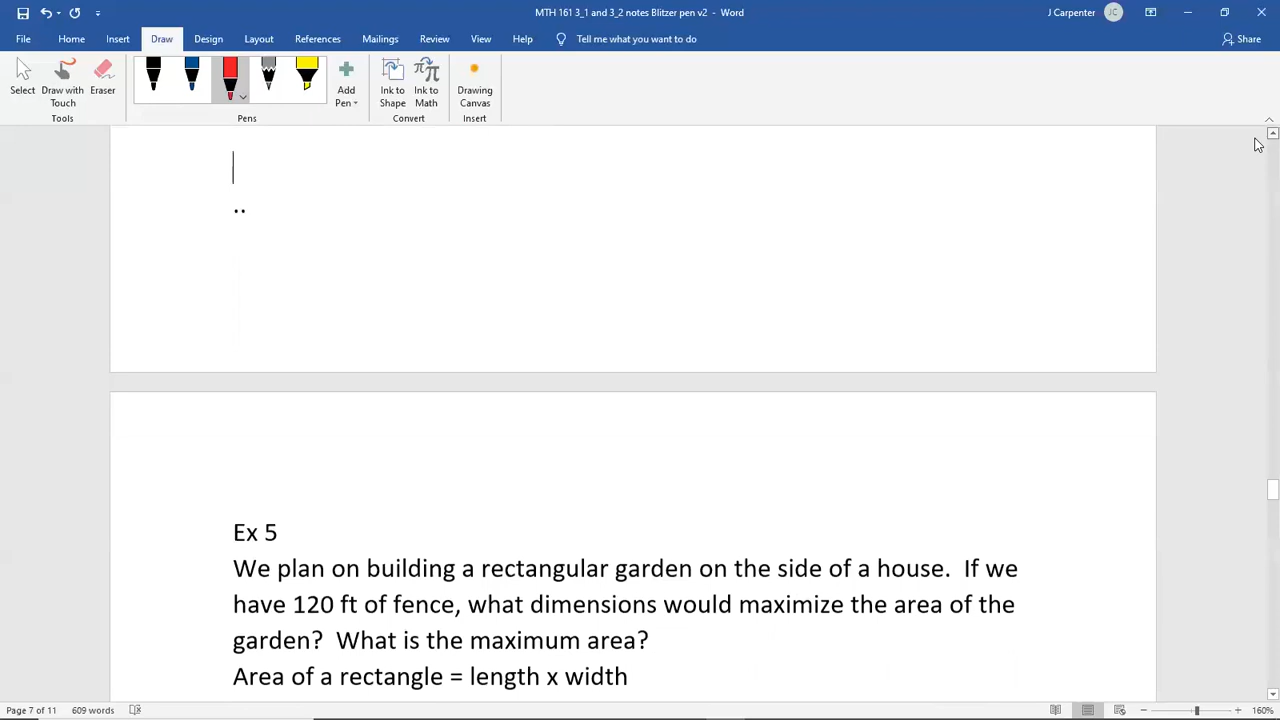 MTH 161 3_1 and 3_2 notes Blitzer pen v2 - Word
J Carpenter JC
File Home Insert Draw Design Layout References Mailings Review View Help Tell me what you want to do Share
Select
Draw with Touch
Eraser
Add Pen
Ink to Shape
Ink to Math
Drawing Canvas
Tools Pens Convert Insert
..
Ex 5
We plan on building a rectangular garden on the side of a house. If we
have 120 ft of fence, what dimensions would maximize the area of the
garden? What is the maximum area?
Area of a rectangle = length x width
Page 7 of 11 609 words 160%